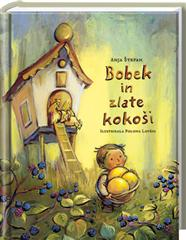 ANJA ŠTEFAN
Bobek
in
zlate
kokoši
ILUSTRIRALA POLONA LOVŠIN